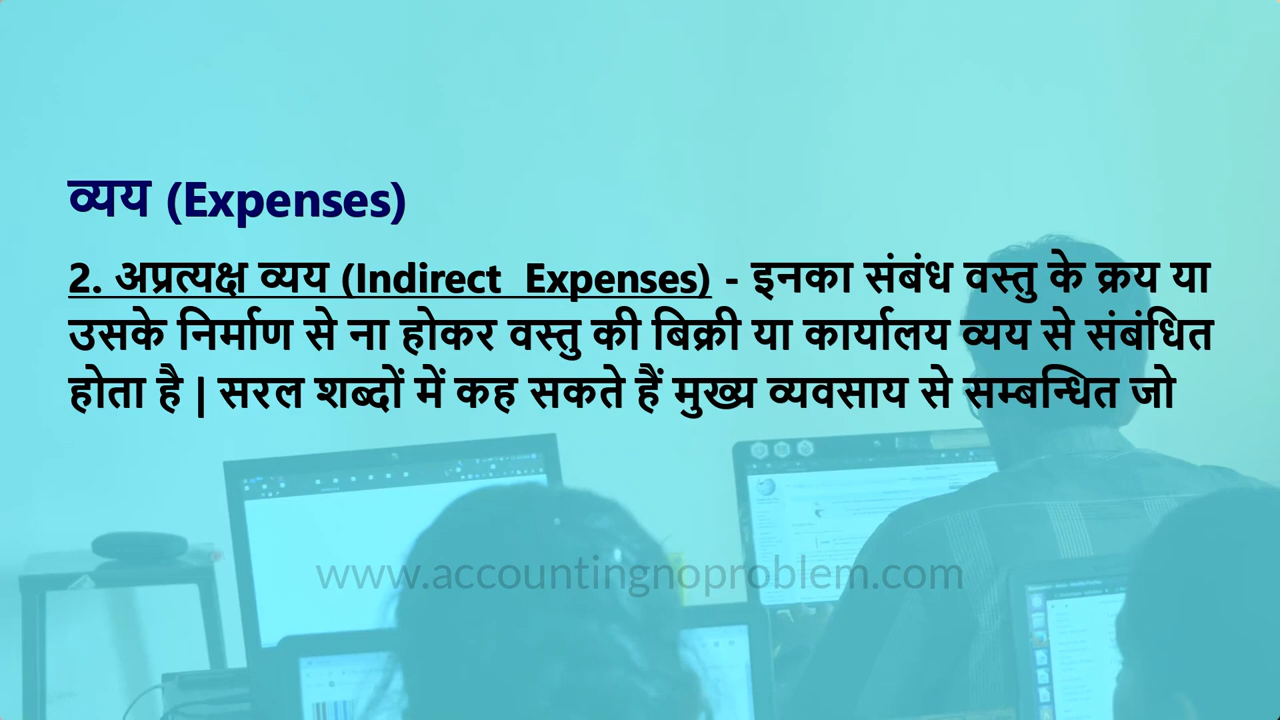 व्यय (Expenses)
2. अप्रत्यक्ष व्यय (Indirect Expenses) - इनका संबंध वस्तु के क्रय या
उसके निर्माण से ना होकर वस्तु की बिक्री या कार्यालय व्यय से संबंधित
होता है | सरल शब्दों में कह सकते हैं मुख्य व्यवसाय से सम्बन्धित जो
www.accountingnoproblem.com